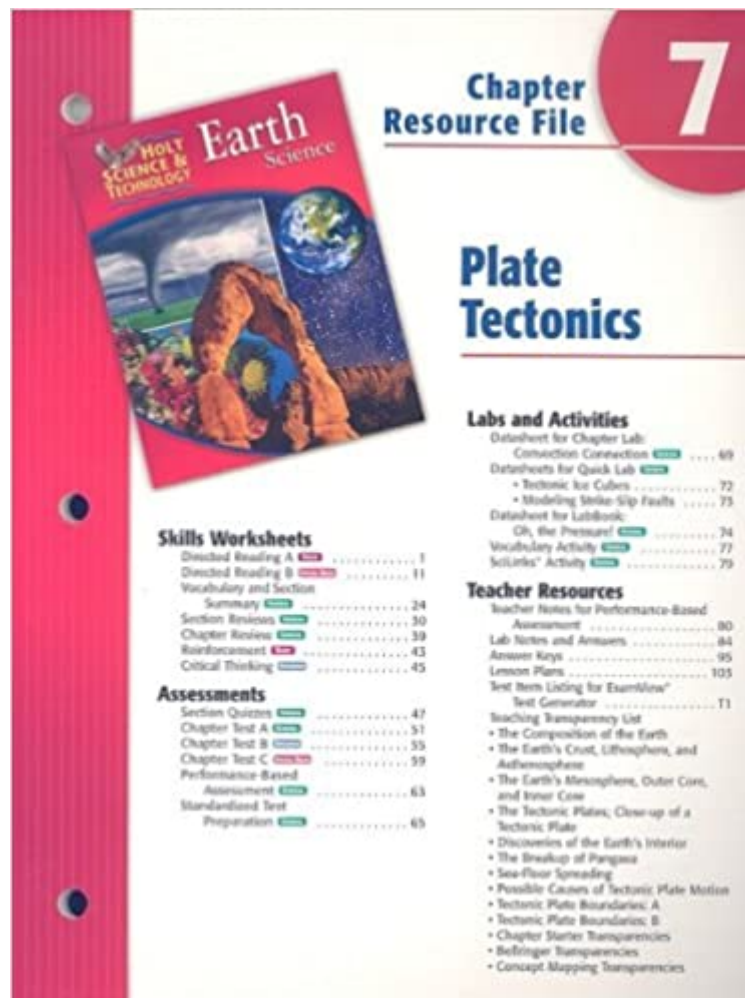 Chapter
Resource File
7
HOLT
SCIENCE &
TECHNOLOGY
Earth
Science
Plate
Tectonics
Skills Worksheets
Directed Reading A ............ 1
Directed Reading B ............ 11
Vocabulary and Section
Summary ............ 24
Section Reviews ............ 30
Chapter Review ............ 39
Reinforcement ............ 43
Critical Thinking ............ 45
Assessments
Section Quizzes ............ 47
Chapter Test A ............ 51
Chapter Test B ............ 55
Chapter Test C ............ 59
Performance-Based
Assessment ............ 63
Standardized Test
Preparation ............ 65
Labs and Activities
Datasheet for Chapter Lab:
Convection Connection .... 69
Datasheets for Quick Lab
• Tectonic Ice Cubes ............ 72
• Modeling Strike-Slip Faults ..... 73
Datasheet for LabBook:
Oh, the Pressure! ............ 74
Vocabulary Activity ............ 77
SciLinks® Activity ............ 79
Teacher Resources
Teacher Notes for Performance-Based
Assessment ............ 80
Lab Notes and Answers ............ 84
Answer Keys ............ 95
Lesson Plans ............ 103
Test Item Listing for ExamView®
Test Generator ............ T1
Teaching Transparency List
• The Composition of the Earth
• The Earth's Crust, Lithosphere, and
Asthenosphere
• The Earth's Mesosphere, Outer Core,
and Inner Core
• The Tectonic Plates; Close-up of a
Tectonic Plate
• Discoveries of the Earth's Interior
• The Breakup of Pangaea
• Sea-Floor Spreading
• Possible Causes of Tectonic Plate Motion
• Tectonic Plate Boundaries: A
• Tectonic Plate Boundaries: B
• Chapter Starter Transparencies
• Bellringer Transparencies
• Concept Mapping Transparencies